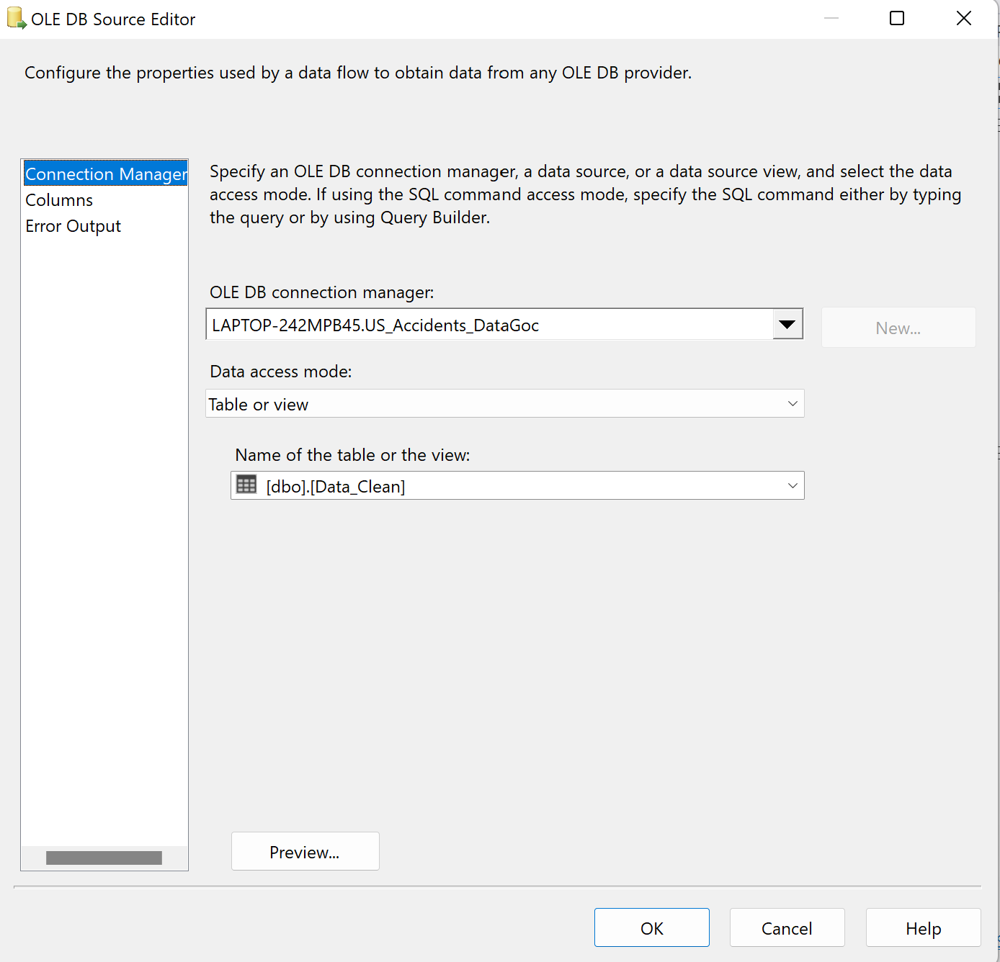 OLE DB Source Editor
Configure the properties used by a data flow to obtain data from any OLE DB provider.
Connection Manager
Columns
Error Output
Specify an OLE DB connection manager, a data source, or a data source view, and select the data
access mode. If using the SQL command access mode, specify the SQL command either by typing
the query or by using Query Builder.
OLE DB connection manager:
LAPTOP-242MPB45.US_Accidents_DataGoc
New...
Data access mode:
Table or view
Name of the table or the view:
[dbo].[Data_Clean]
Preview...
OK
Cancel
Help